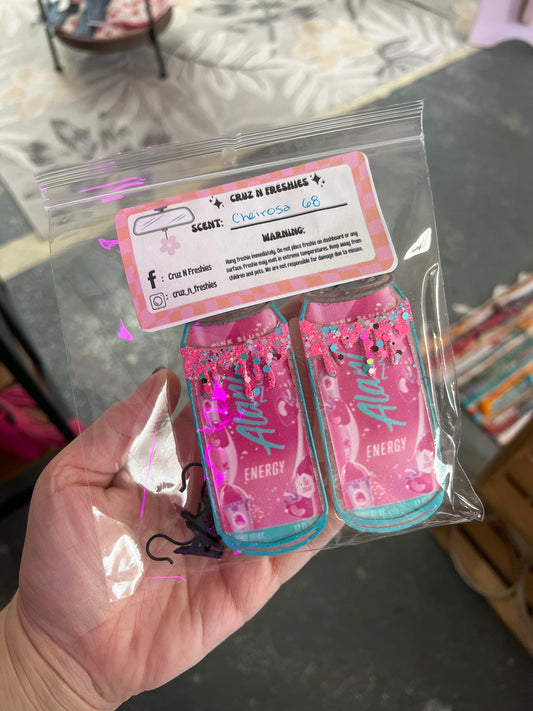 CRUZ N FRESHIES
SCENT: Cheirosa 68
WARNING:
Hang freshie immediately. Do not place freshie on dashboard or any
surface. Freshie may melt in extreme temperatures. Keep away from
children and pets. We are not responsible for damage due to misuse.
f : Cruz N Freshies
: cruz_n_freshies
PINK SLUSH
Alani
ENERGY
Alani
ENERGY